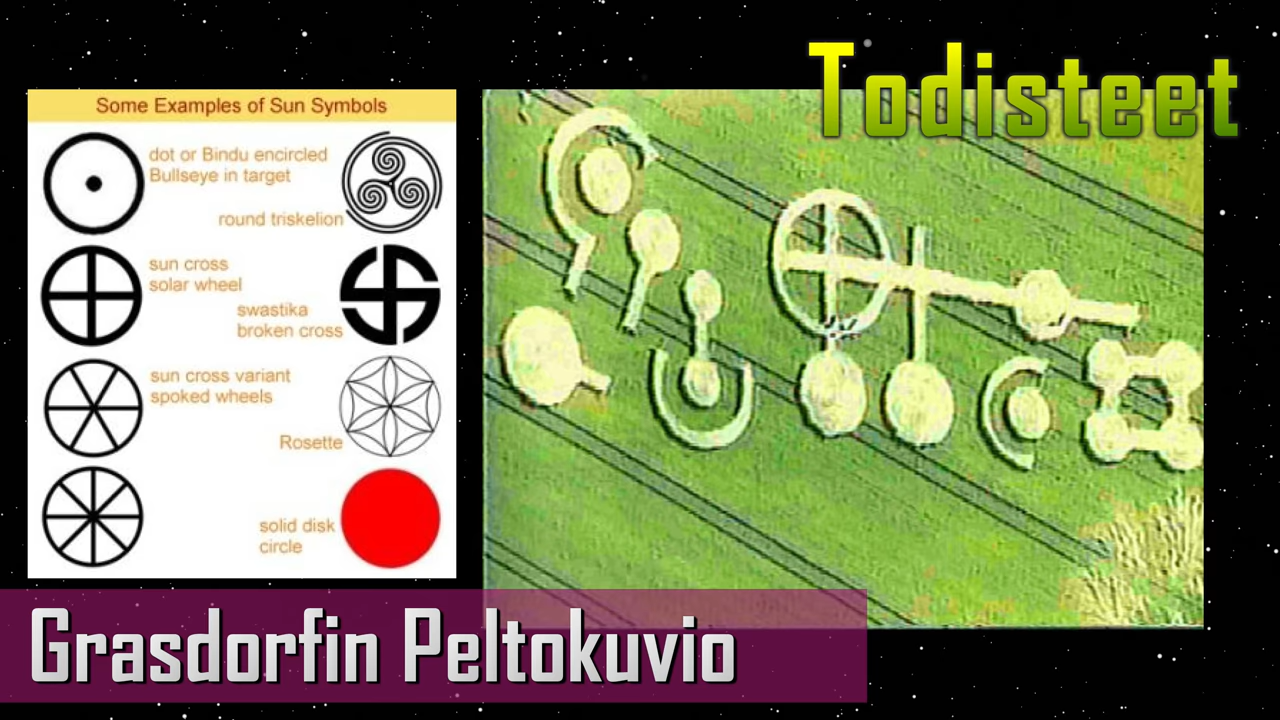 Todisteet
Some Examples of Sun Symbols
dot or Bindu encircled
Bullseye in target
round triskelion
sun cross
solar wheel
swastika
broken cross
sun cross variant
spoked wheels
Rosette
solid disk
circle
Grasdorfin Peltokuvio